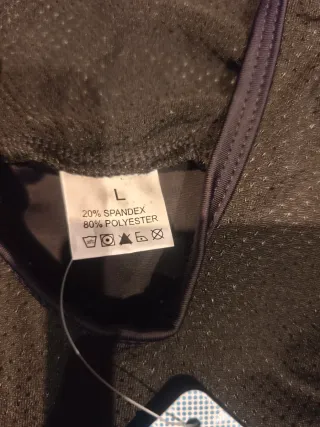 L
20% SPANDEX
80% POLYESTER